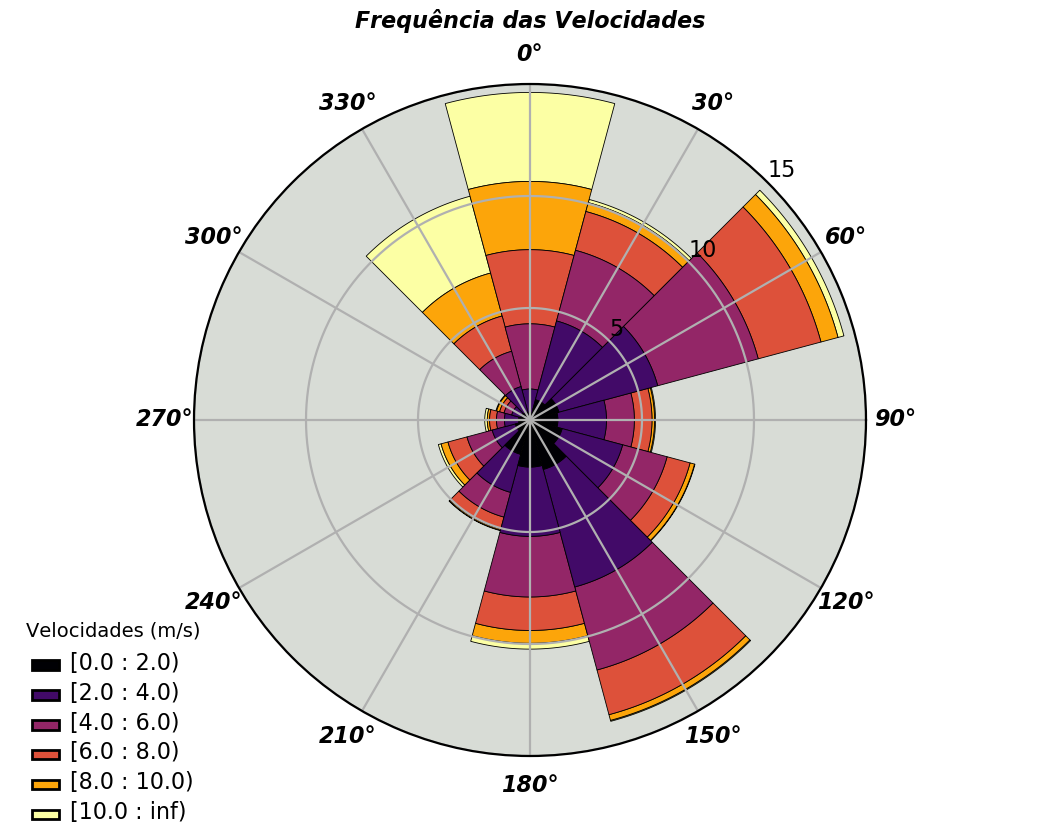 Frequência das Velocidades
0°
330°
30°
15
300°
60°
10
5
270°
90°
240°
120°
210°
150°
180°
Velocidades (m/s)
[0.0 : 2.0)
[2.0 : 4.0)
[4.0 : 6.0)
[6.0 : 8.0)
[8.0 : 10.0)
[10.0 : inf)